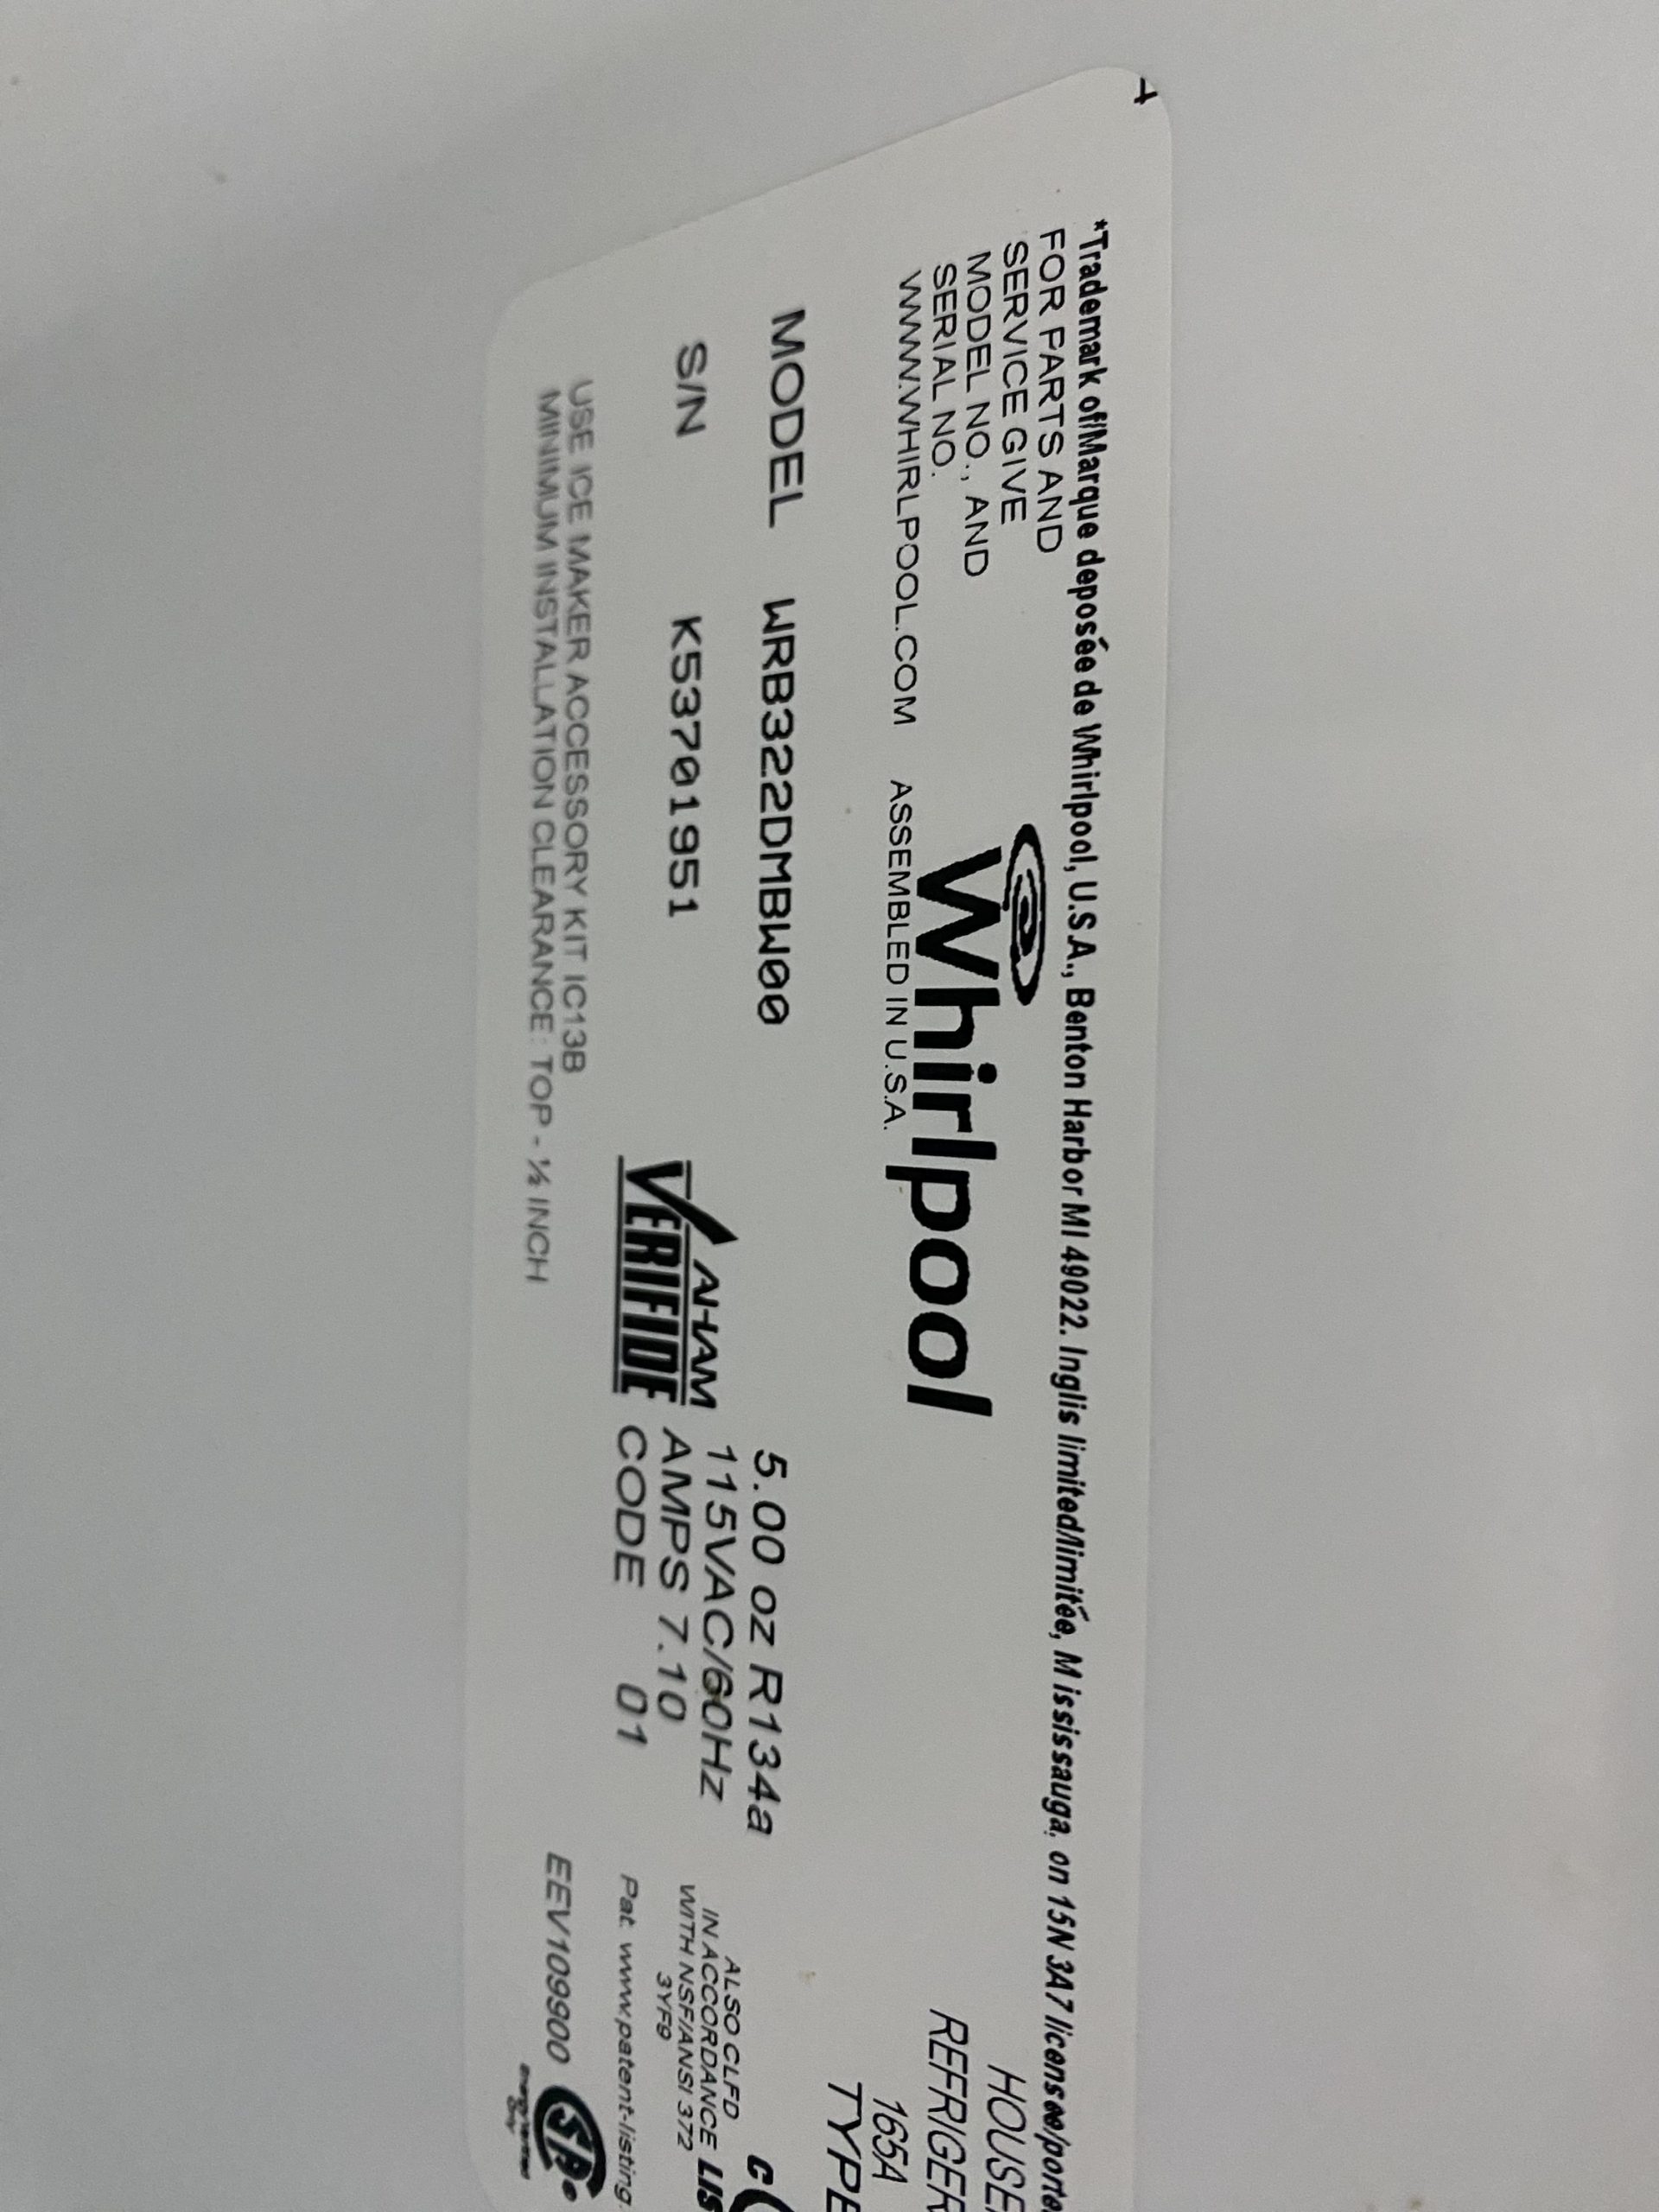 *Trademark of/Marque deposée de Whirlpool, U.S.A., Benton Harbor MI 49022. Inglis limited/limitée, Mississauga, on 15N 3A7 licensee/porte
FOR PARTS AND
SERVICE GIVE
MODEL NO., AND
SERIAL NO.
WWW.WHIRLPOOL.COM ASSEMBLED IN U.S.A.
Whirlpool
HOUSE
REFRIGER
165A
TYPE
MODEL WRB322DMBW00
S/N K53701951
USE ICE MAKER ACCESSORY KIT IC13B
MINIMUM INSTALLATION CLEARANCE: TOP - ½ INCH
AHAM
VERIFIDE
5.00 oz R134a
115VAC/60Hz
AMPS 7.10
CODE 01
ALSO CLFD
IN ACCORDANCE
WITH NSF/ANSI 372
3YF9
Pat. www.patent-listing.
EEV109900
C
LIS
Energy Verified
Only